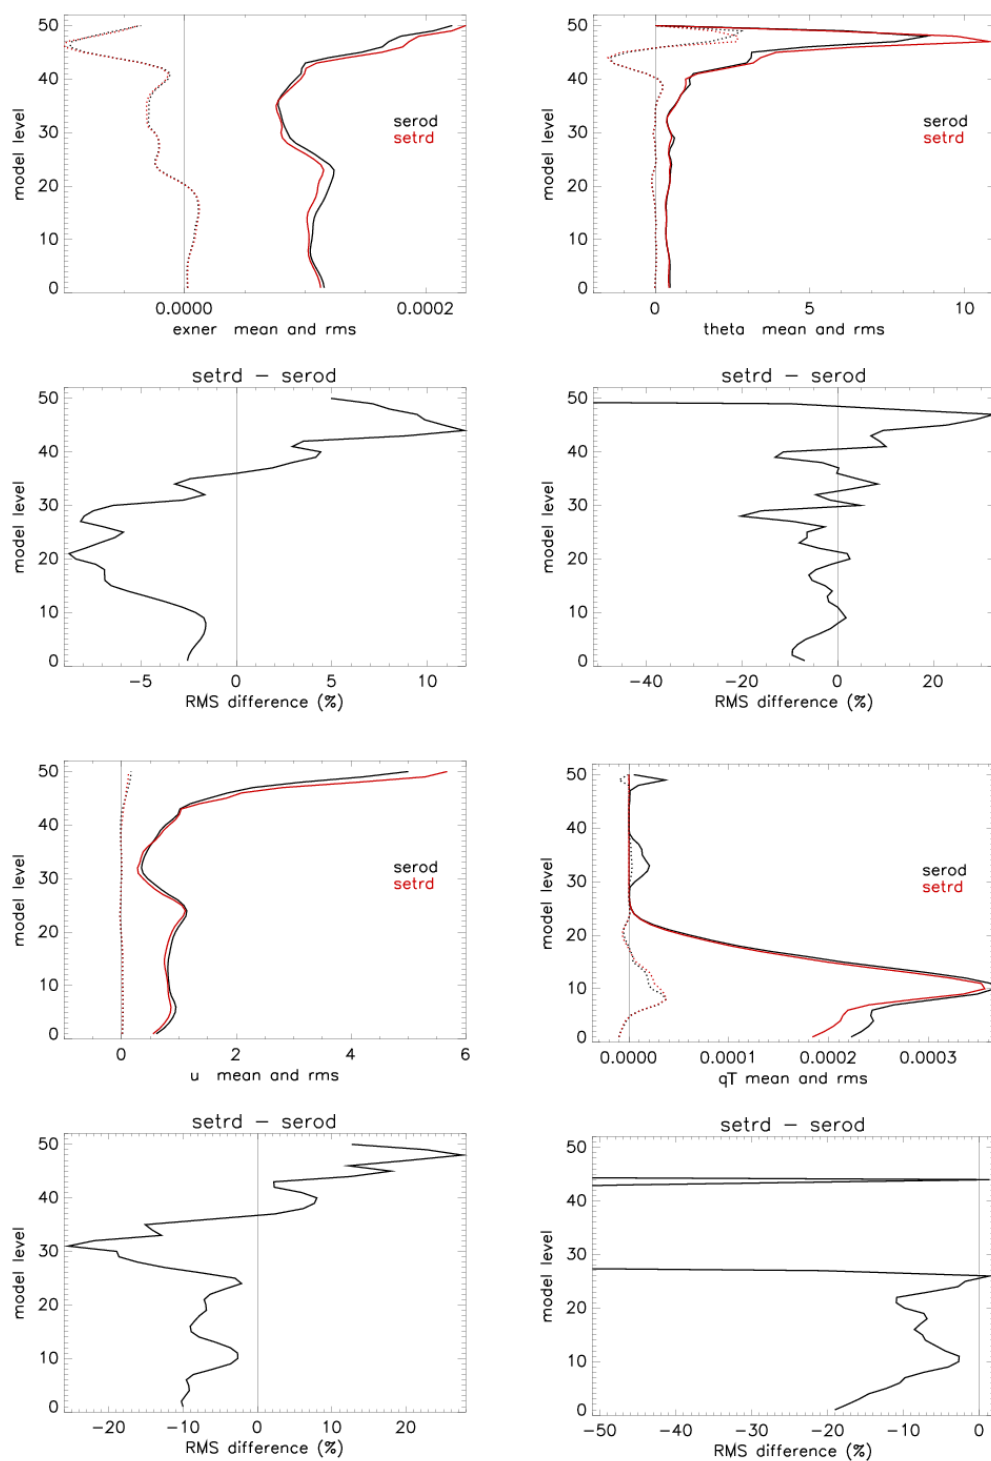 50
40
30
20
10
0
model level
serod
setrd
0.0000
0.0002
exner mean and rms
50
40
30
20
10
0
model level
serod
setrd
0
5
10
theta mean and rms
setrd – serod
50
40
30
20
10
0
model level
−5
0
5
10
RMS difference (%)
setrd – serod
50
40
30
20
10
0
model level
−40
−20
0
20
RMS difference (%)
50
40
30
20
10
0
model level
serod
setrd
0
2
4
6
u mean and rms
50
40
30
20
10
0
model level
serod
setrd
0.0000
0.0001
0.0002
0.0003
qT mean and rms
setrd – serod
50
40
30
20
10
0
model level
−20
−10
0
10
20
RMS difference (%)
setrd – serod
50
40
30
20
10
0
model level
−50
−40
−30
−20
−10
0
RMS difference (%)